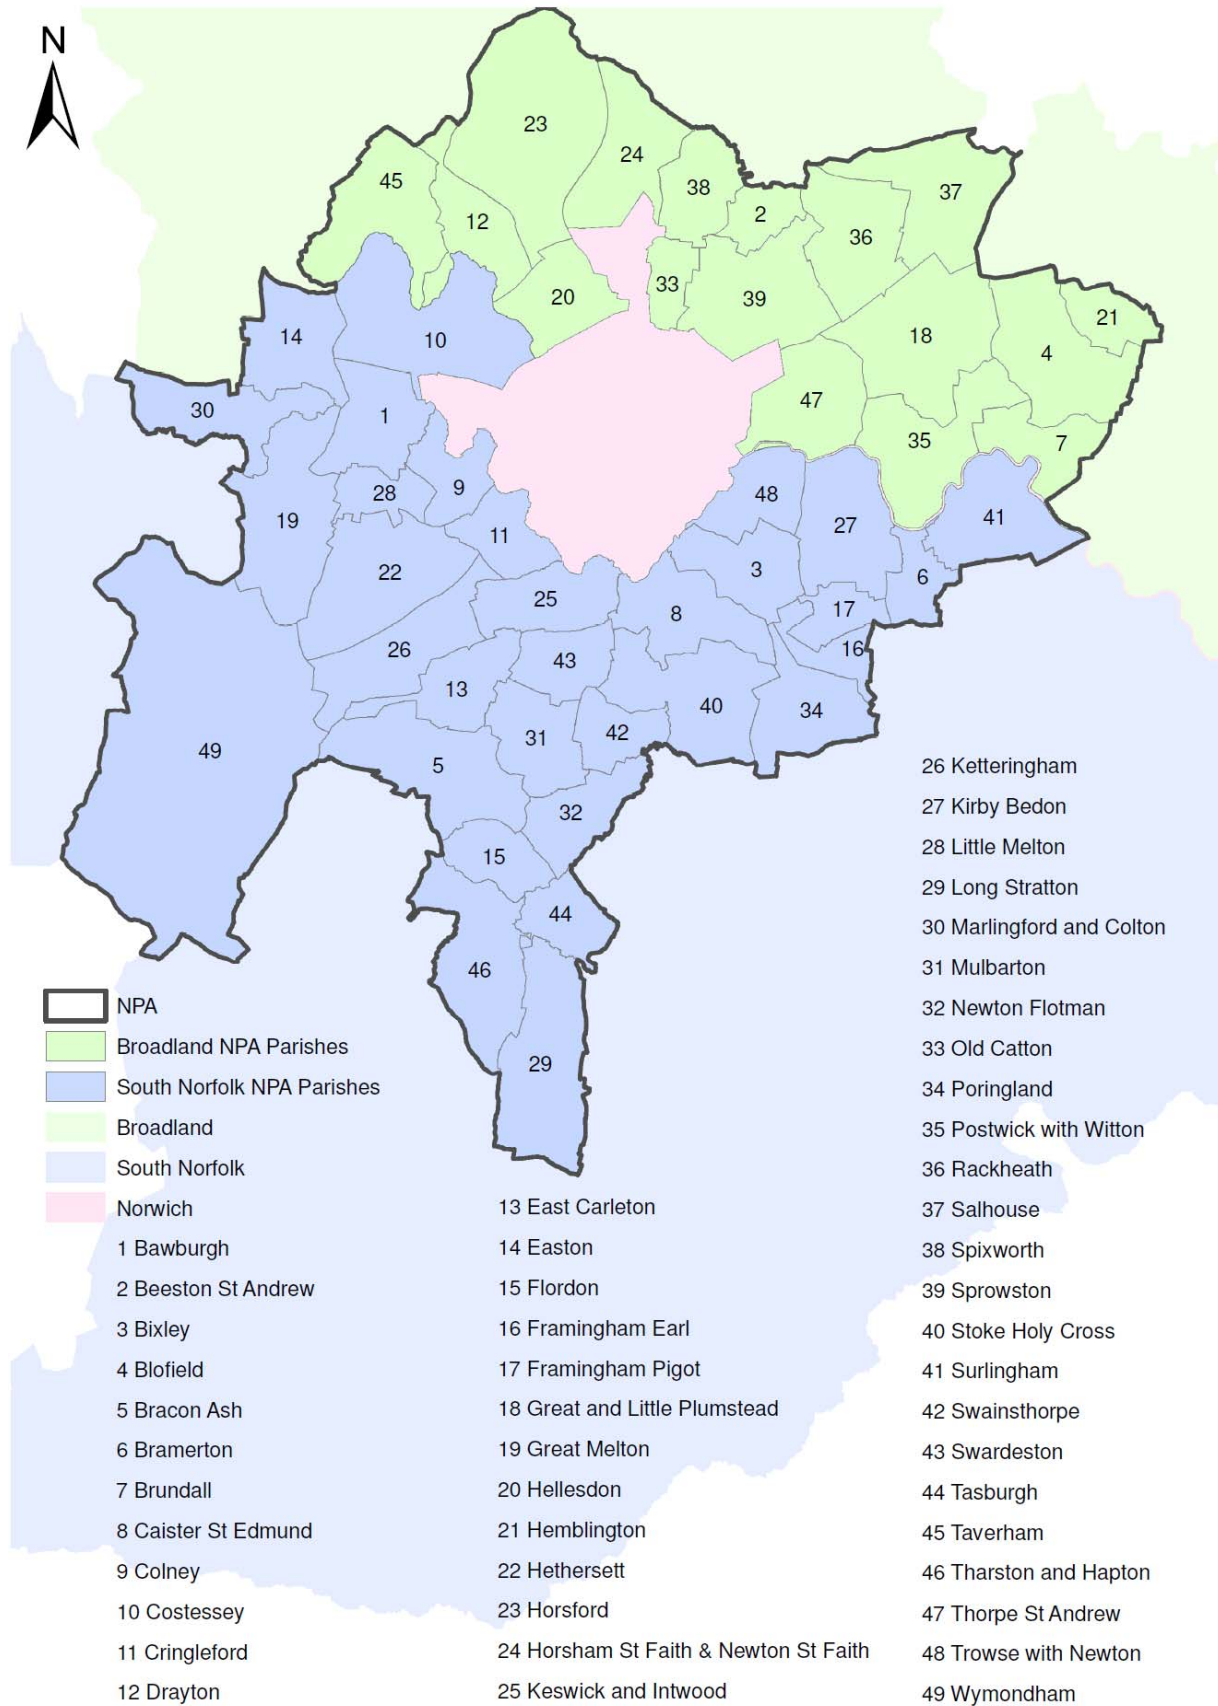 N
23
24
45
38
37
12
2
36
33
20
39
14
10
18
21
4
30
1
47
35
7
28
9
48
41
19
11
27
22
3
6
25
17
8
26
43
16
13
40
34
49
31
42
5
32
15
44
46
29
NPA
Broadland NPA Parishes
South Norfolk NPA Parishes
Broadland
South Norfolk
Norwich
1 Bawburgh
2 Beeston St Andrew
3 Bixley
4 Blofield
5 Bracon Ash
6 Bramerton
7 Brundall
8 Caister St Edmund
9 Colney
10 Costessey
11 Cringleford
12 Drayton
13 East Carleton
14 Easton
15 Flordon
16 Framingham Earl
17 Framingham Pigot
18 Great and Little Plumstead
19 Great Melton
20 Hellesdon
21 Hemblington
22 Hethersett
23 Horsford
24 Horsham St Faith & Newton St Faith
25 Keswick and Intwood
26 Ketteringham
27 Kirby Bedon
28 Little Melton
29 Long Stratton
30 Marlingford and Colton
31 Mulbarton
32 Newton Flotman
33 Old Catton
34 Poringland
35 Postwick with Witton
36 Rackheath
37 Salhouse
38 Spixworth
39 Sprowston
40 Stoke Holy Cross
41 Surlingham
42 Swainsthorpe
43 Swardeston
44 Tasburgh
45 Taverham
46 Tharston and Hapton
47 Thorpe St Andrew
48 Trowse with Newton
49 Wymondham